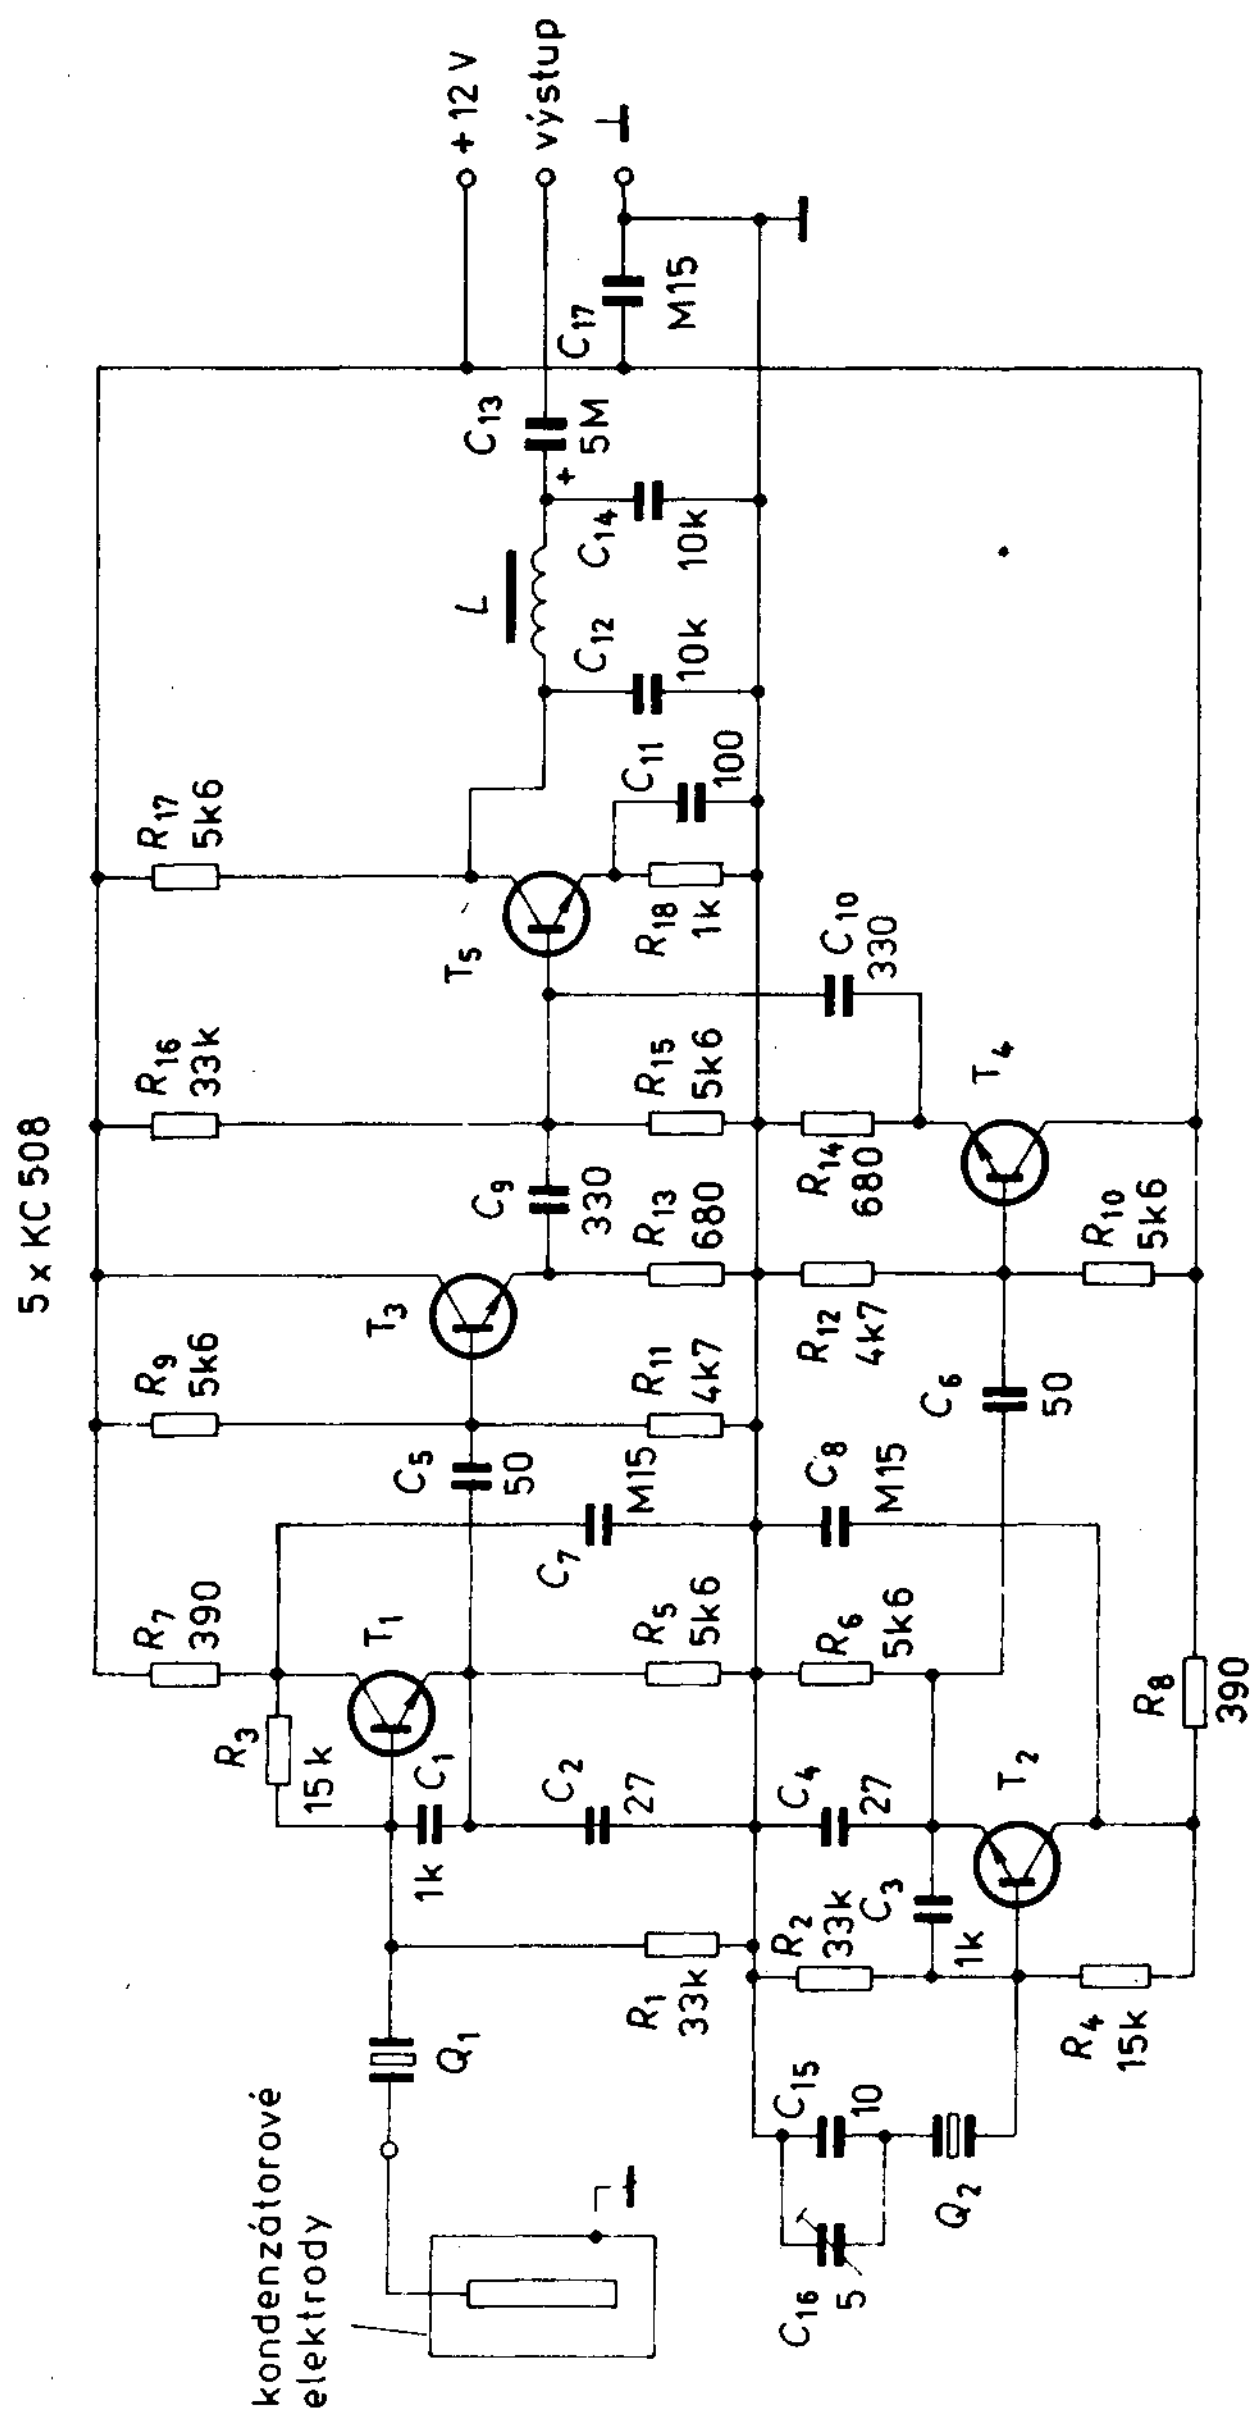 5 x KC 508
kondenzátorové
elektrody
Q1
R1
33k
R3
15k
C1
1k
T1
R7
390
C2
27
R5
5k6
C7
M15
C5
50
R9
5k6
R11
4k7
T3
C9
330
R13
680
R16
33k
R15
5k6
T5
R17
5k6
R18
1k
C11
100
C12
10k
L
C14
10k
C13
+
5M
C17
M15
+ 12 V
výstup
C16
5
C15
10
Q2
R2
33k
C3
1k
R4
15k
C4
27
T2
R6
5k6
R8
390
C8
M15
C6
50
R12
4k7
R10
5k6
R14
680
T4
C10
330